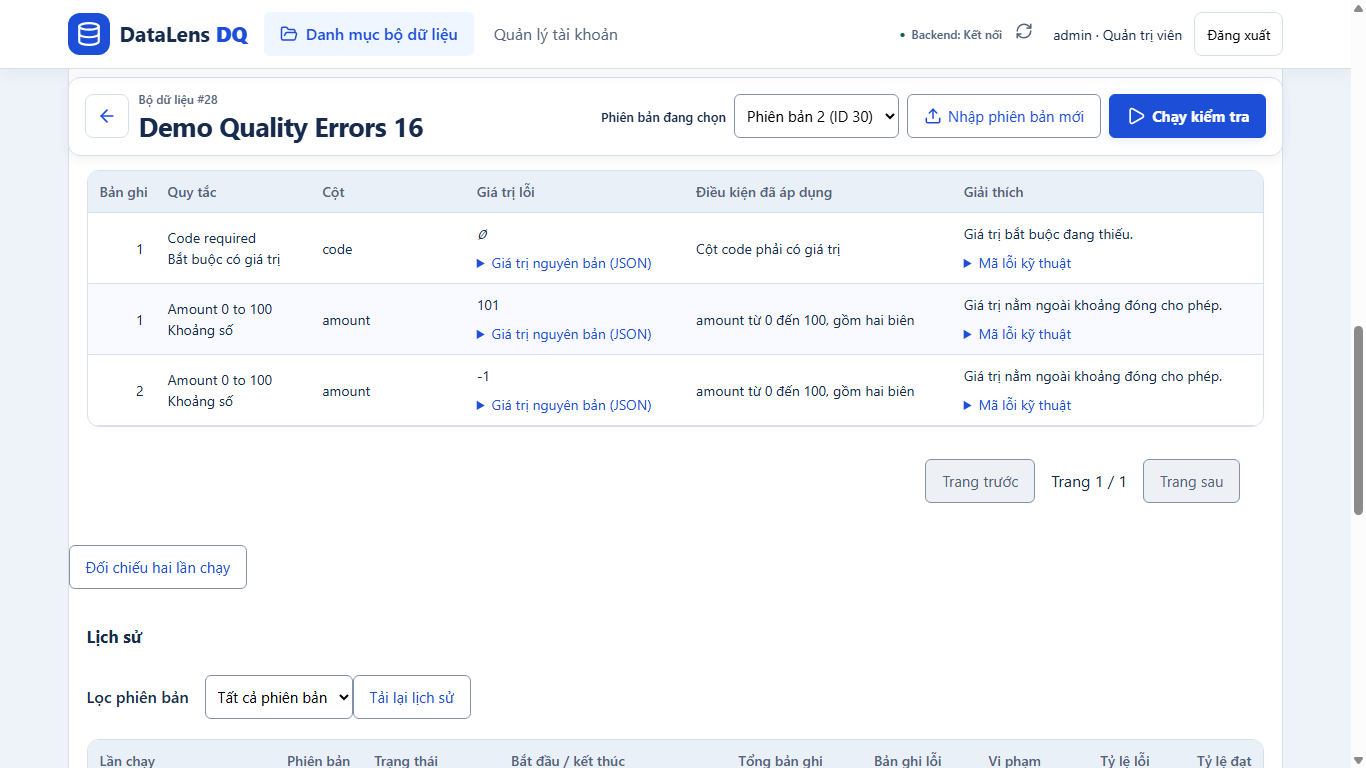 DataLens DQ
Danh mục bộ dữ liệu
Quản lý tài khoản
• Backend: Kết nối
admin · Quản trị viên
Đăng xuất
Bộ dữ liệu #28
Demo Quality Errors 16
Phiên bản đang chọn
Phiên bản 2 (ID 30)
Nhập phiên bản mới
Chạy kiểm tra
Bản ghi Quy tắc Cột Giá trị lỗi Điều kiện đã áp dụng Giải thích
1 Code required code ∅ Cột code phải có giá trị Giá trị bắt buộc đang thiếu.
Bắt buộc có giá trị ▶ Giá trị nguyên bản (JSON) ▶ Mã lỗi kỹ thuật
1 Amount 0 to 100 amount 101 amount từ 0 đến 100, gồm hai biên Giá trị nằm ngoài khoảng đóng cho phép.
Khoảng số ▶ Giá trị nguyên bản (JSON) ▶ Mã lỗi kỹ thuật
2 Amount 0 to 100 amount -1 amount từ 0 đến 100, gồm hai biên Giá trị nằm ngoài khoảng đóng cho phép.
Khoảng số ▶ Giá trị nguyên bản (JSON) ▶ Mã lỗi kỹ thuật
Trang trước Trang 1 / 1 Trang sau
Đối chiếu hai lần chạy
Lịch sử
Lọc phiên bản Tất cả phiên bản Tải lại lịch sử
Lần chạy Phiên bản Trạng thái Bắt đầu / kết thúc Tổng bản ghi Bản ghi lỗi Vi phạm Tỷ lệ lỗi Tỷ lệ đạt